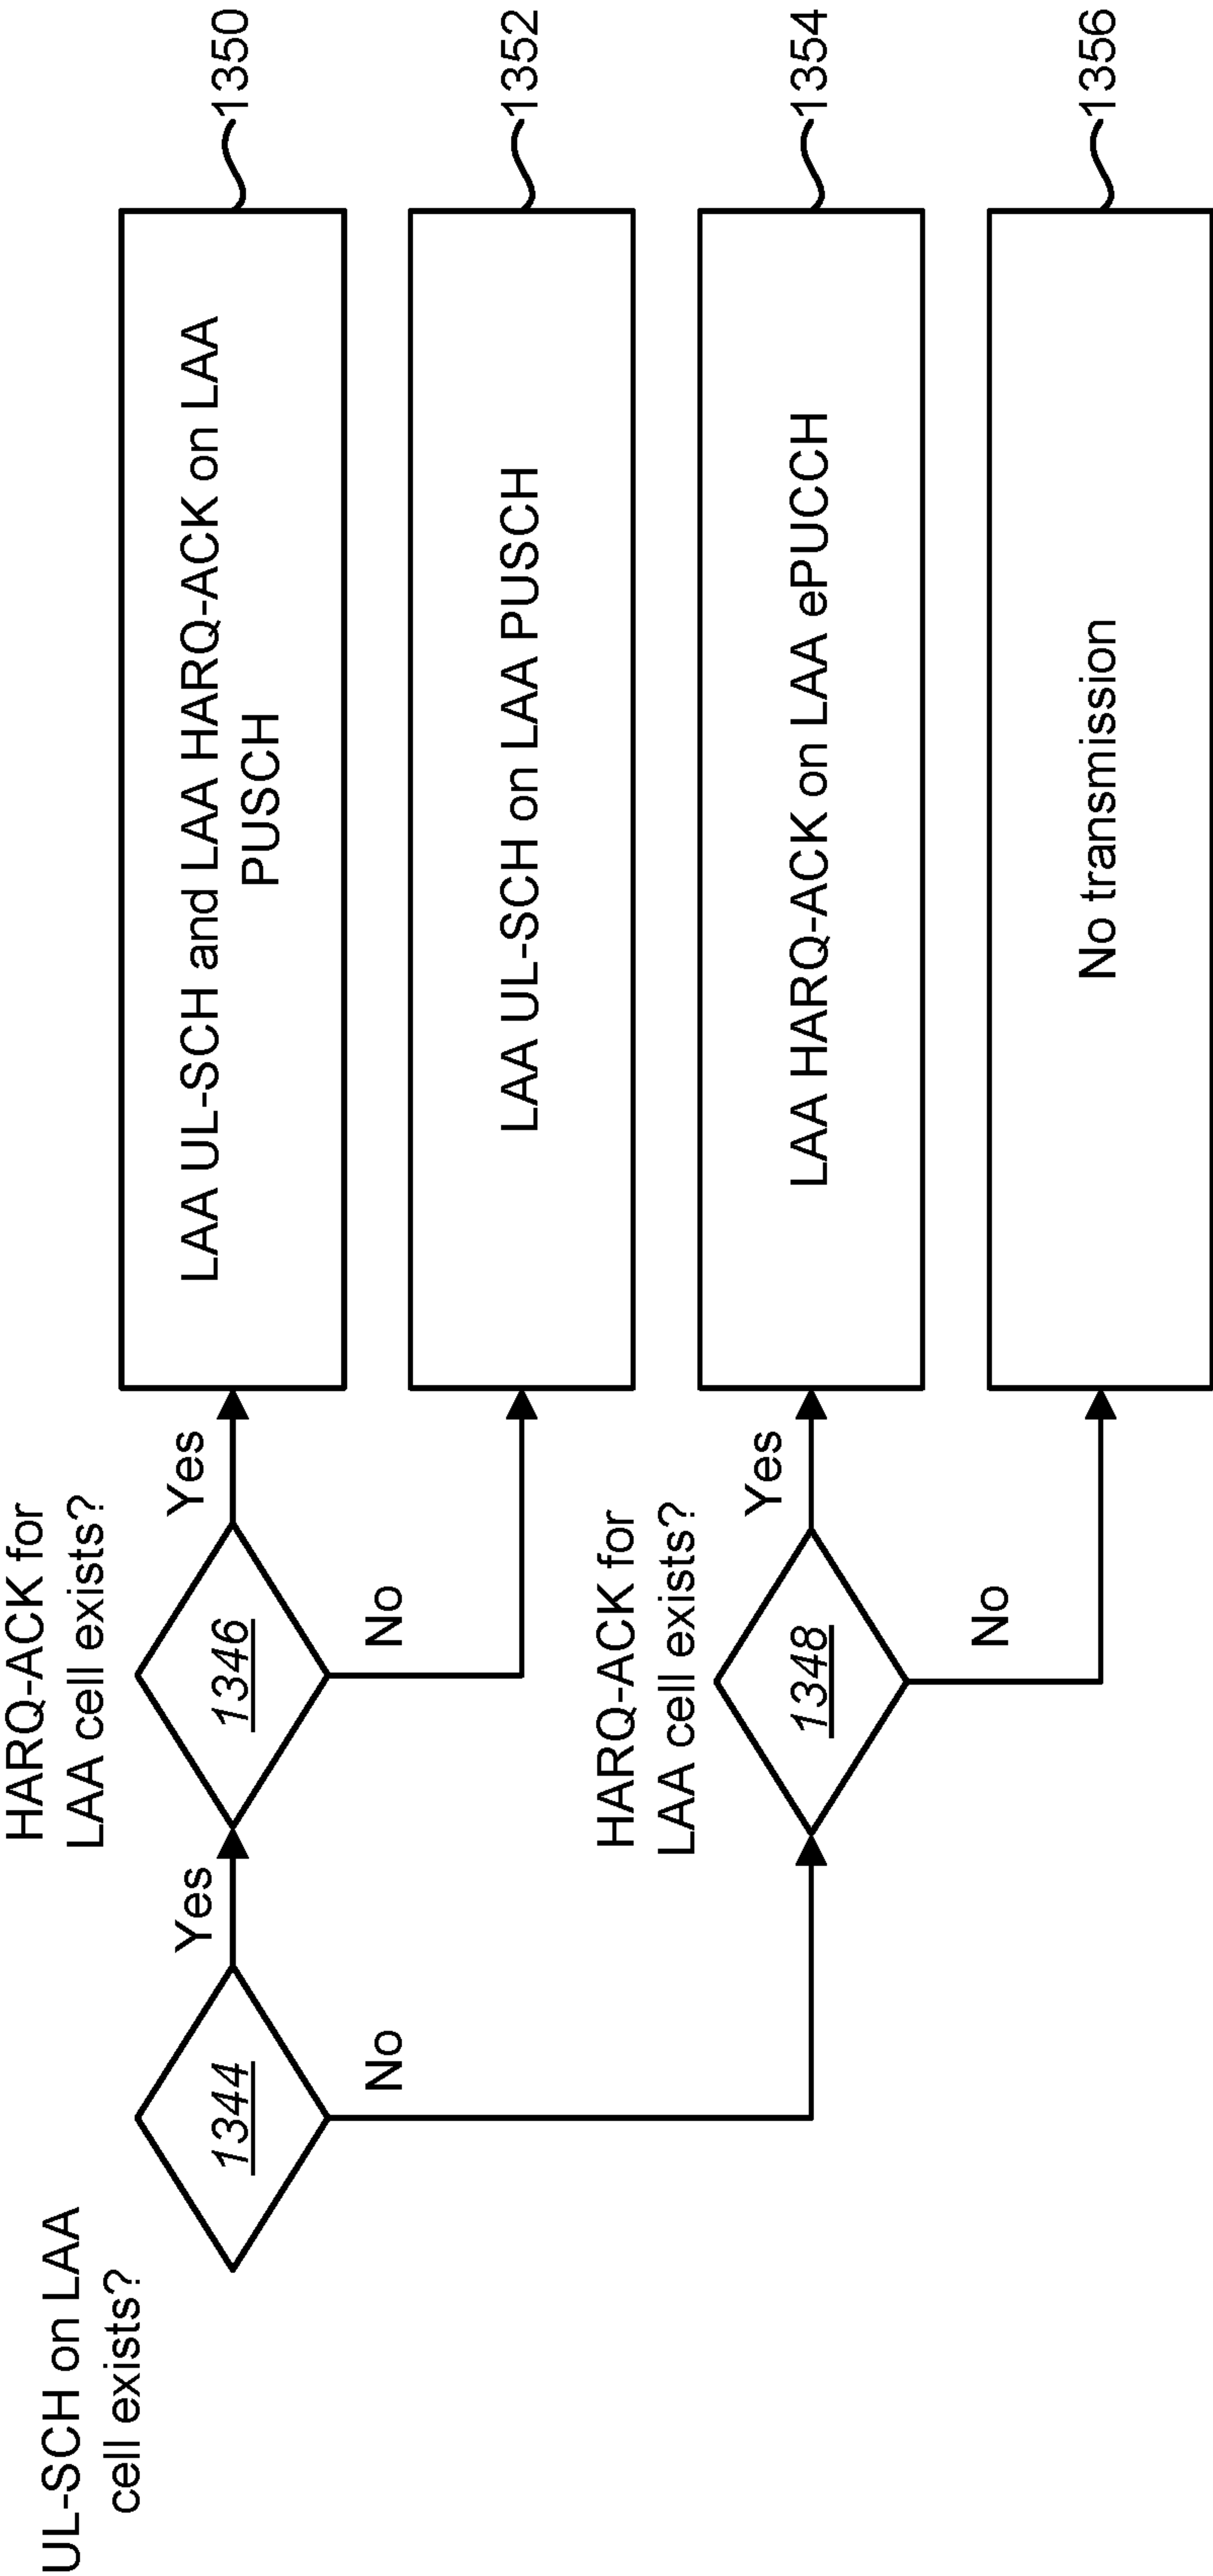 UL-SCH on LAA
cell exists?
1344
Yes
No
HARQ-ACK for
LAA cell exists?
1346
Yes
No
LAA UL-SCH and LAA HARQ-ACK on LAA
PUSCH
1350
LAA UL-SCH on LAA PUSCH
1352
HARQ-ACK for
LAA cell exists?
1348
Yes
No
LAA HARQ-ACK on LAA ePUCCH
1354
No transmission
1356